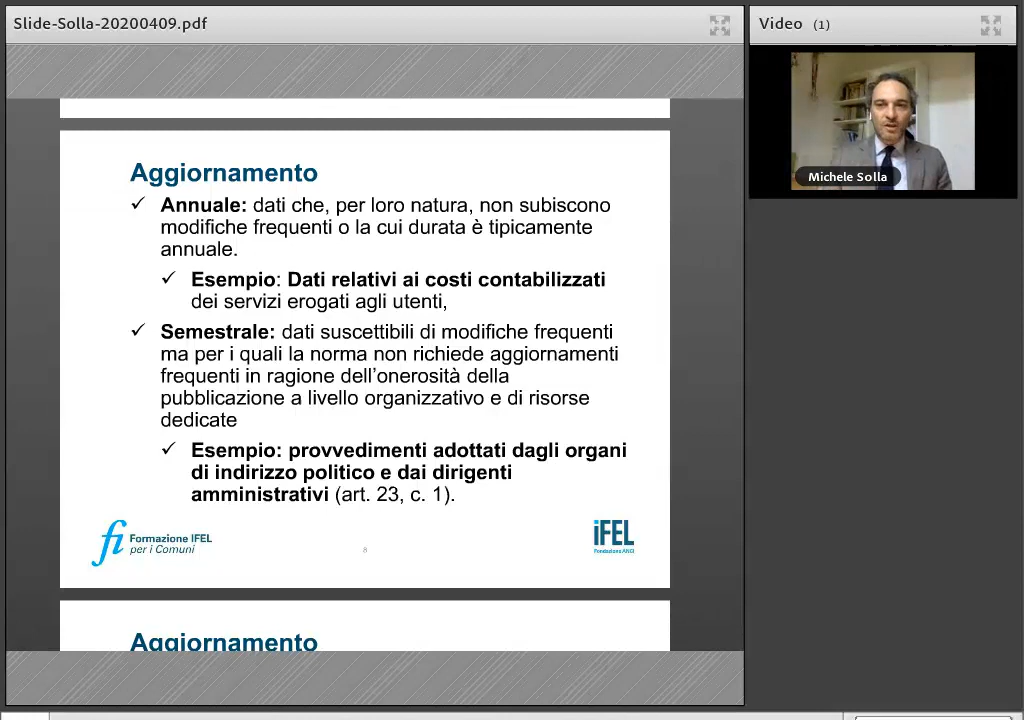 Slide-Solla-20200409.pdf
Video (1)
Michele Solla
Aggiornamento
✓ Annuale: dati che, per loro natura, non subiscono
modifiche frequenti o la cui durata è tipicamente
annuale.
✓ Esempio: Dati relativi ai costi contabilizzati
dei servizi erogati agli utenti,
✓ Semestrale: dati suscettibili di modifiche frequenti
ma per i quali la norma non richiede aggiornamenti
frequenti in ragione dell’onerosità della
pubblicazione a livello organizzativo e di risorse
dedicate
✓ Esempio: provvedimenti adottati dagli organi
di indirizzo politico e dai dirigenti
amministrativi (art. 23, c. 1).
fi Formazione IFEL
per i Comuni
8
iFEL
Fondazione ANCI
Aggiornamento